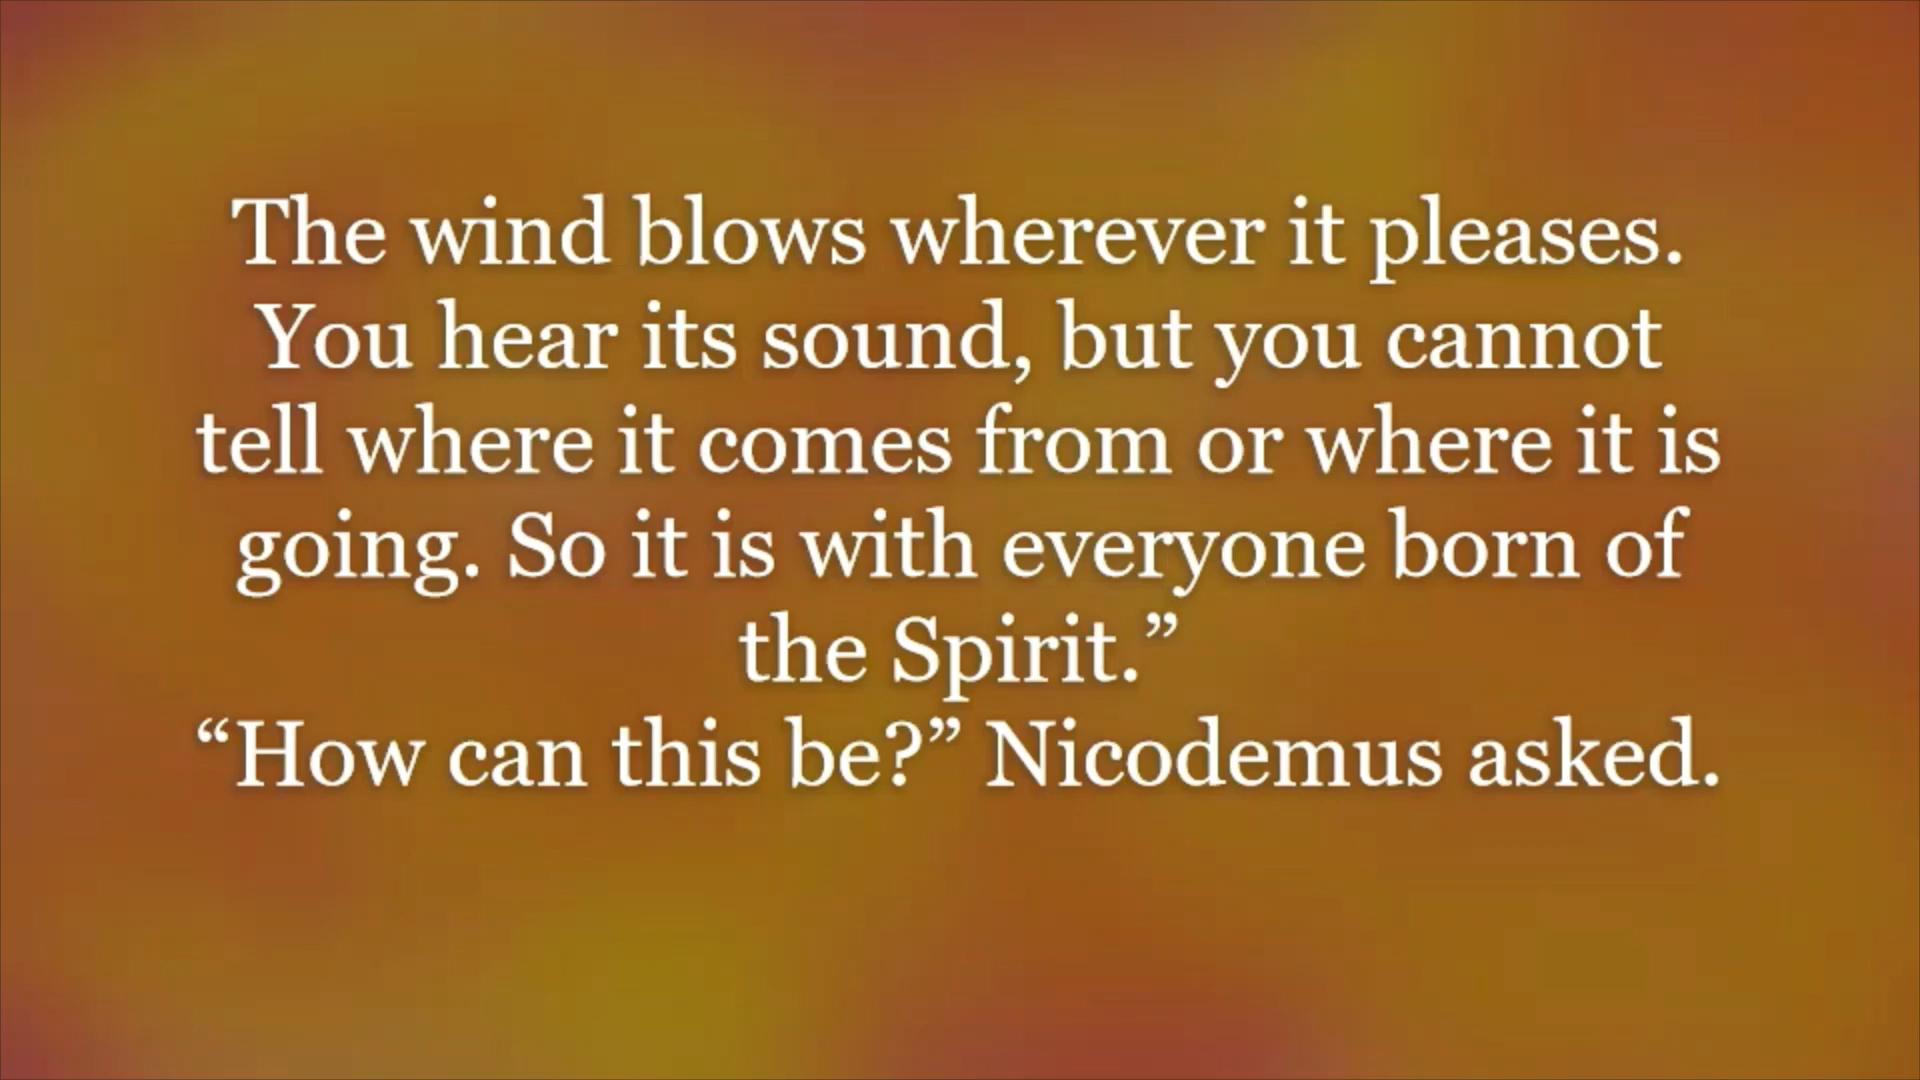 The wind blows wherever it pleases.
You hear its sound, but you cannot
tell where it comes from or where it is
going. So it is with everyone born of
the Spirit.”
“How can this be?” Nicodemus asked.